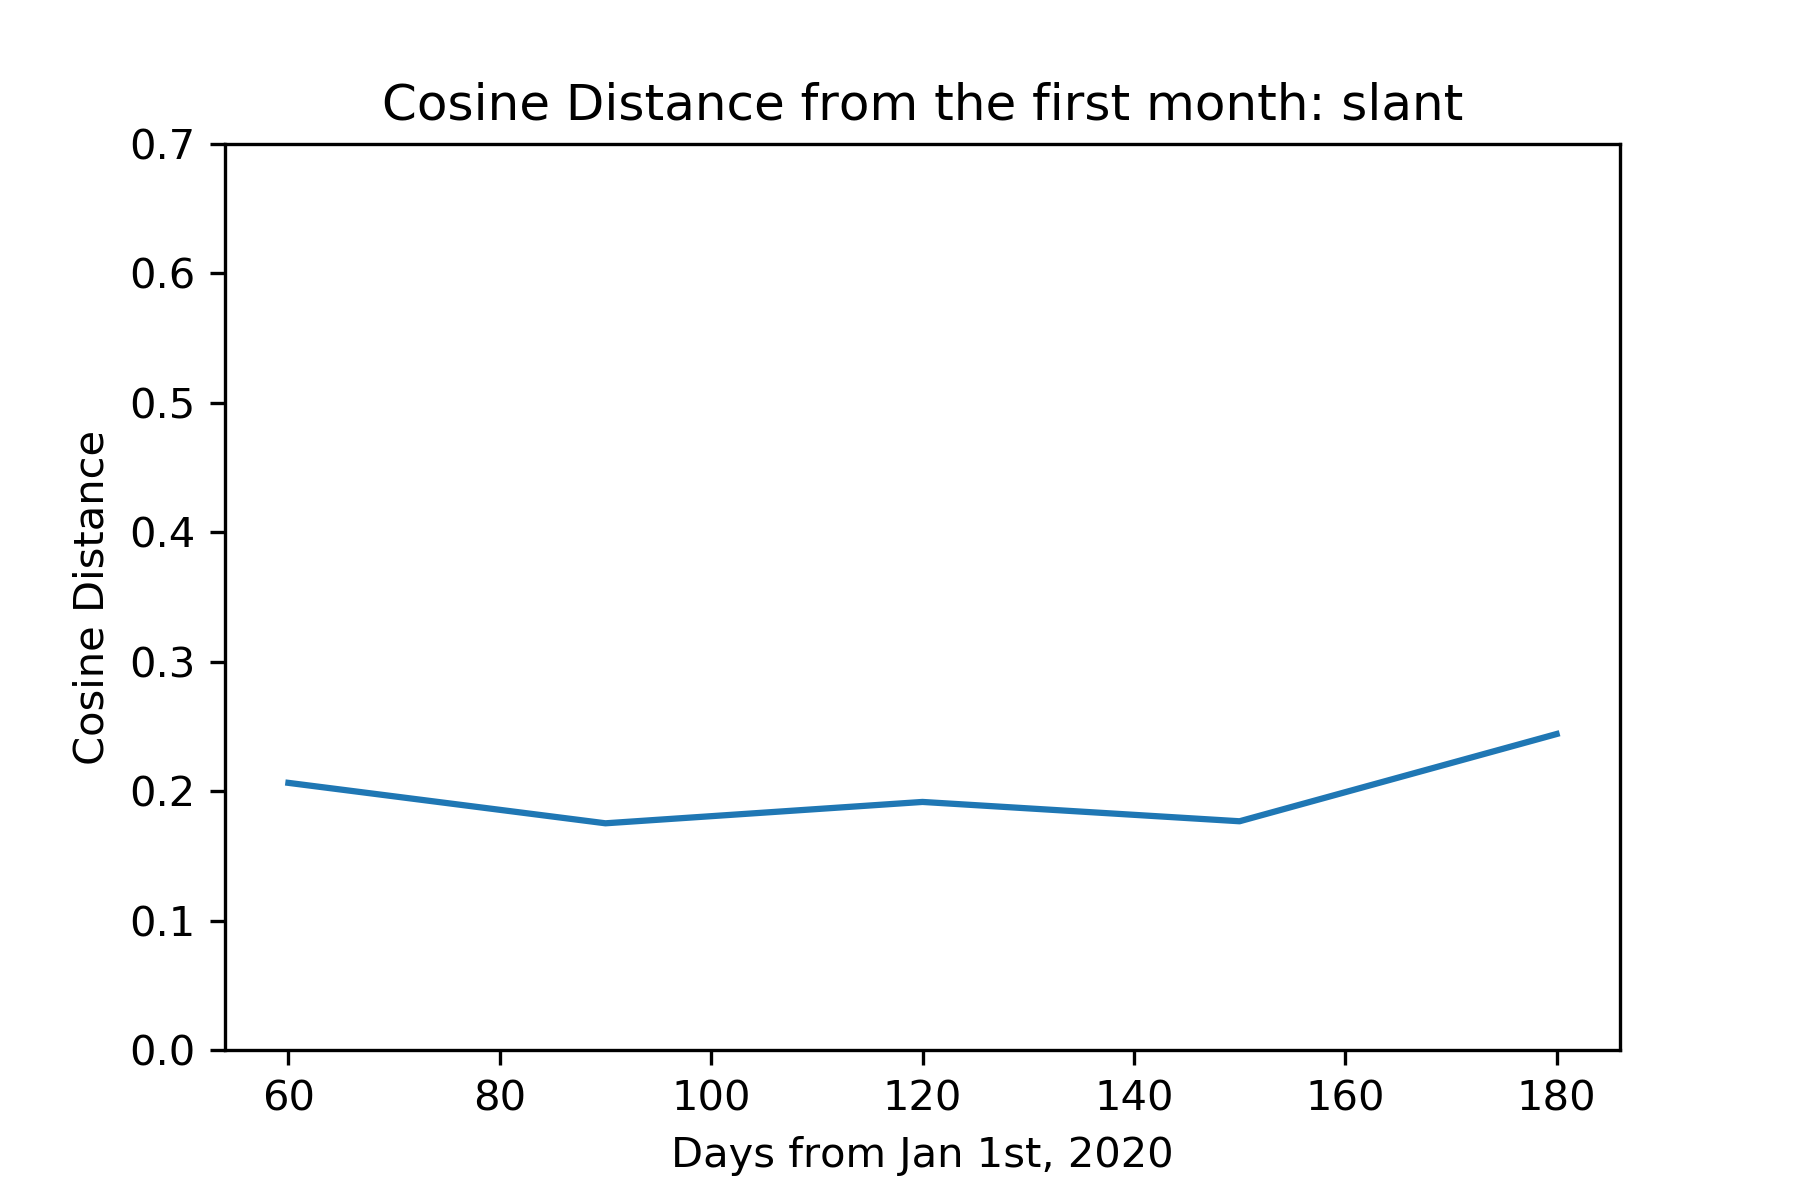 Cosine Distance from the first month: slant
0.7
0.6
0.5
0.4
0.3
0.2
0.1
0.0
Cosine Distance
60 80 100 120 140 160 180
Days from Jan 1st, 2020